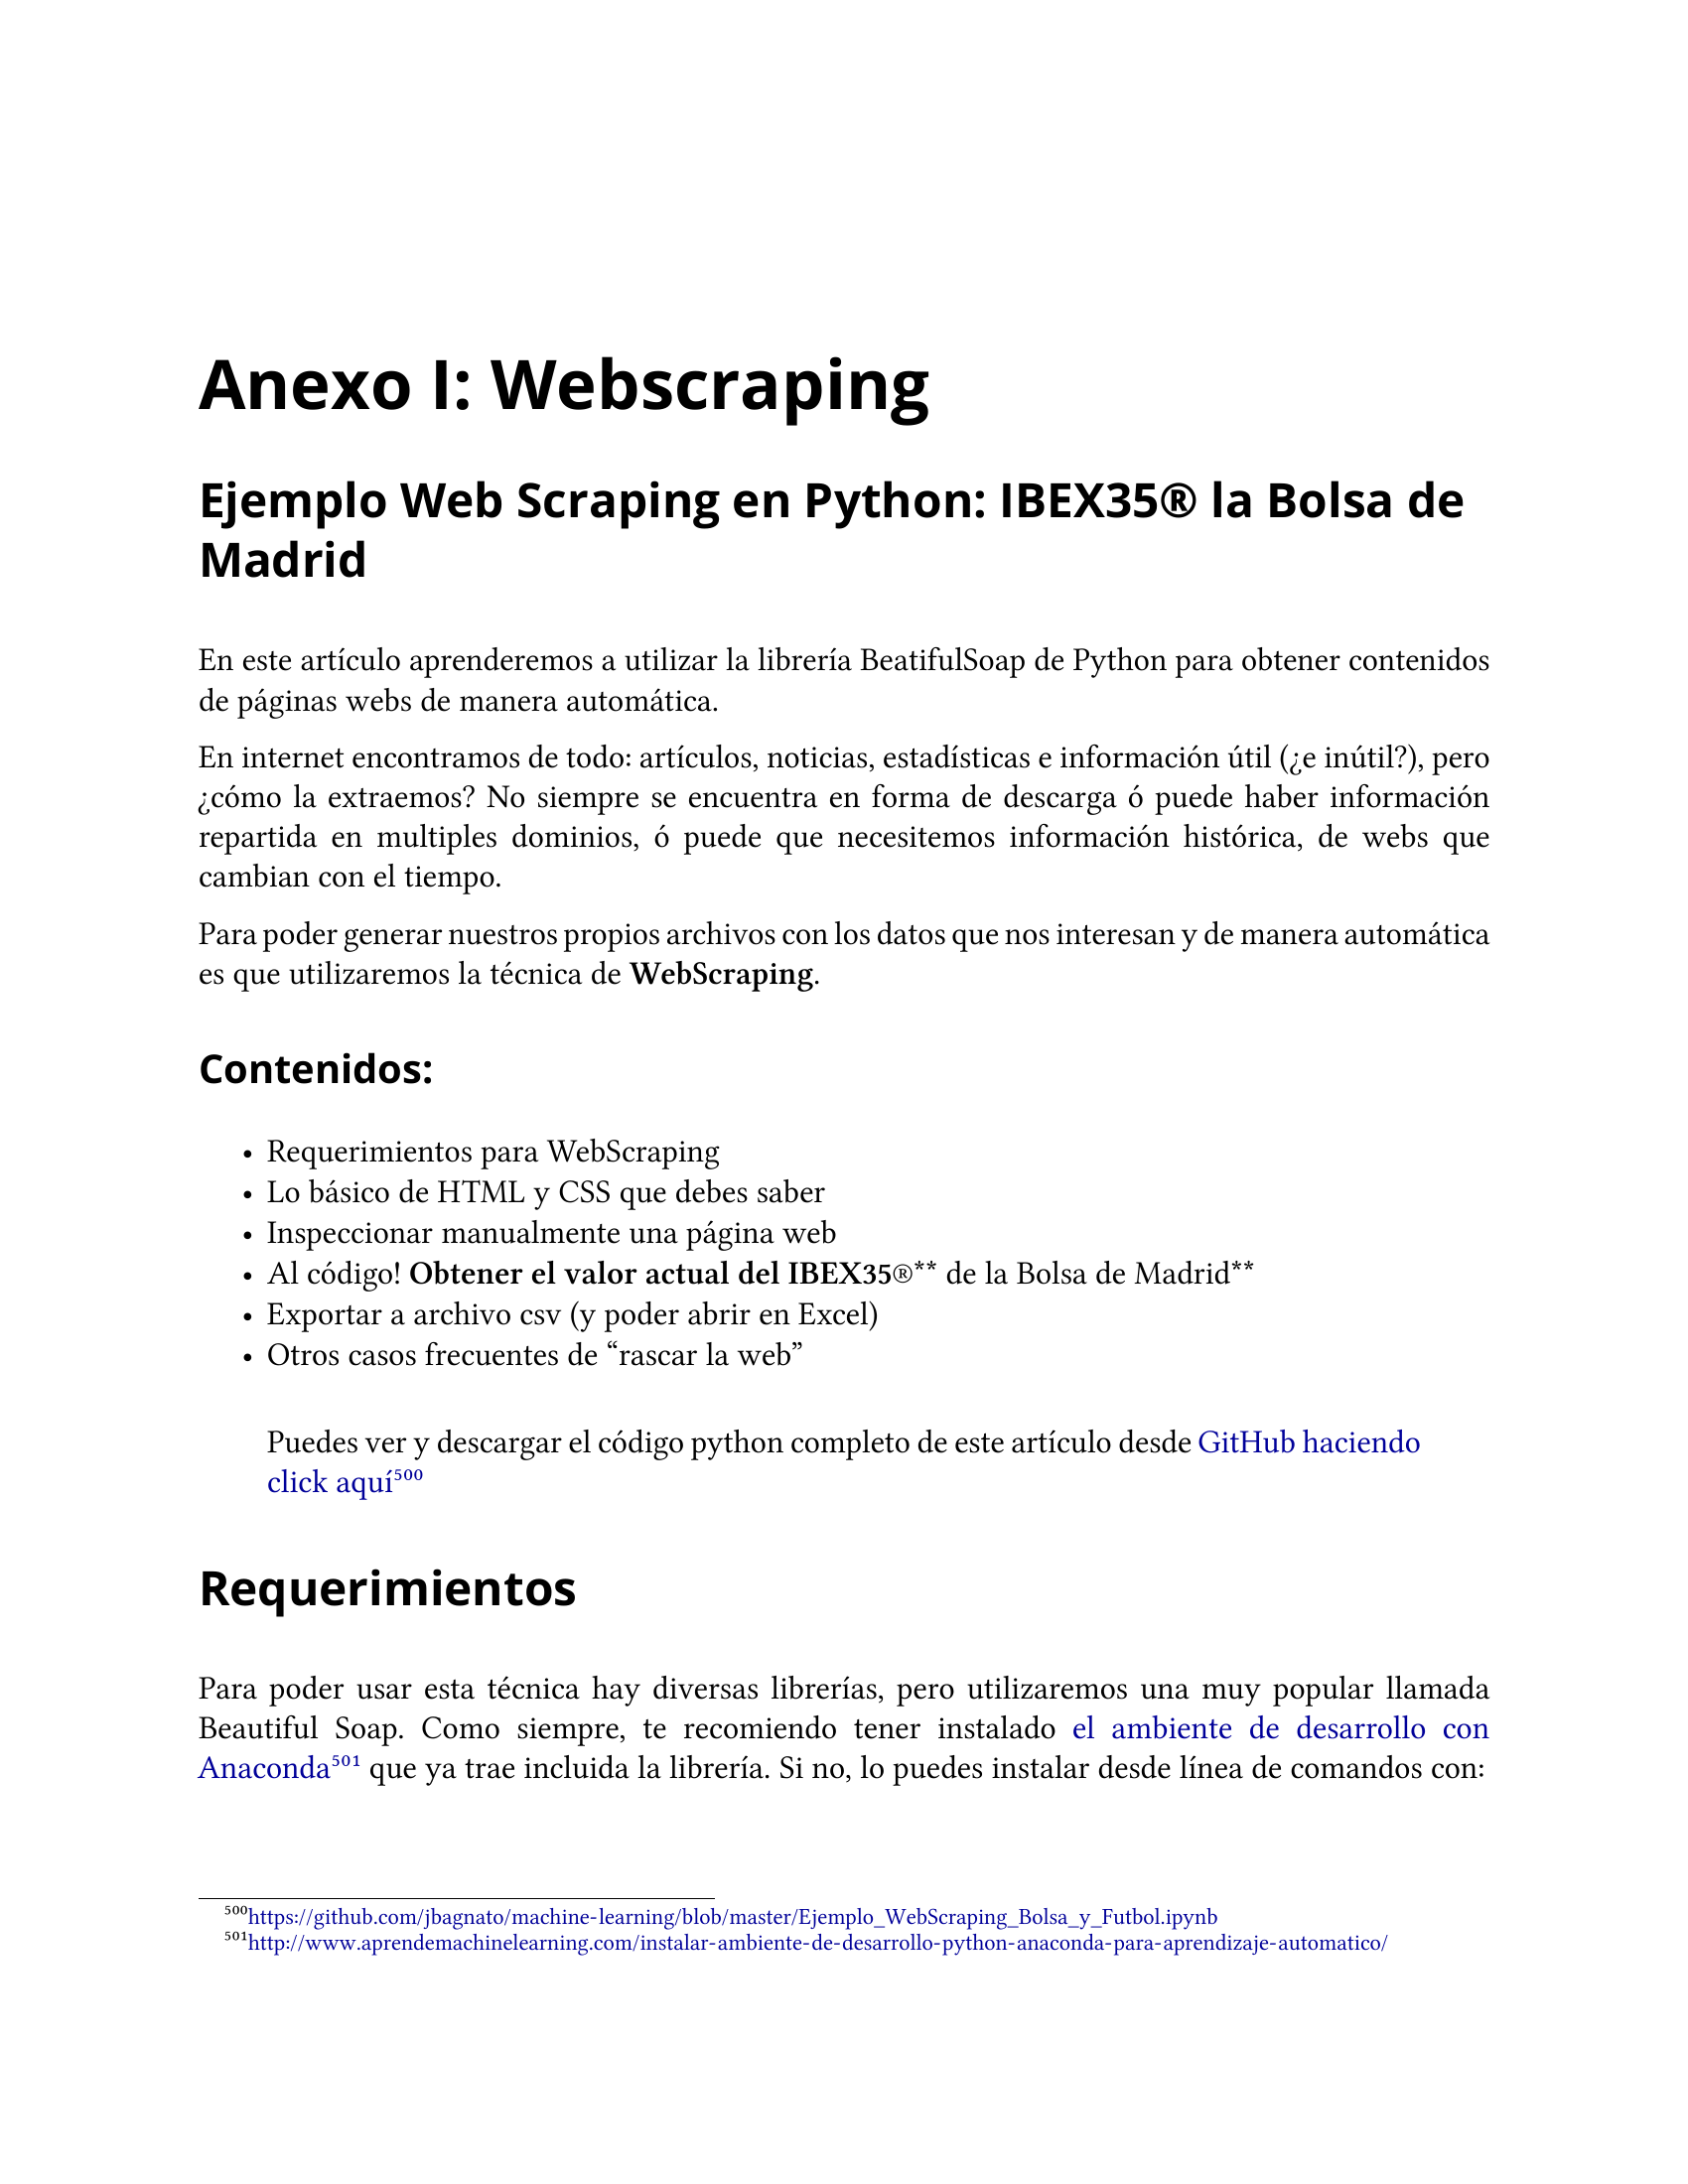 Anexo I: Webscraping
Ejemplo Web Scraping en Python: IBEX35® la Bolsa de
Madrid
En este artículo aprenderemos a utilizar la librería BeatifulSoap de Python para obtener contenidos
de páginas webs de manera automática.
En internet encontramos de todo: artículos, noticias, estadísticas e información útil (¿e inútil?), pero
¿cómo la extraemos? No siempre se encuentra en forma de descarga ó puede haber información
repartida en multiples dominios, ó puede que necesitemos información histórica, de webs que
cambian con el tiempo.
Para poder generar nuestros propios archivos con los datos que nos interesan y de manera automática
es que utilizaremos la técnica de WebScraping.
Contenidos:
• Requerimientos para WebScraping
• Lo básico de HTML y CSS que debes saber
• Inspeccionar manualmente una página web
• Al código! Obtener el valor actual del IBEX35®** de la Bolsa de Madrid**
• Exportar a archivo csv (y poder abrir en Excel)
• Otros casos frecuentes de “rascar la web”
Puedes ver y descargar el código python completo de este artículo desde GitHub haciendo
click aquí⁵⁰⁰
Requerimientos
Para poder usar esta técnica hay diversas librerías, pero utilizaremos una muy popular llamada
Beautiful Soap. Como siempre, te recomiendo tener instalado el ambiente de desarrollo con
Anaconda⁵⁰¹ que ya trae incluida la librería. Si no, lo puedes instalar desde línea de comandos con:
⁵⁰⁰https://github.com/jbagnato/machine-learning/blob/master/Ejemplo_WebScraping_Bolsa_y_Futbol.ipynb
⁵⁰¹http://www.aprendemachinelearning.com/instalar-ambiente-de-desarrollo-python-anaconda-para-aprendizaje-automatico/